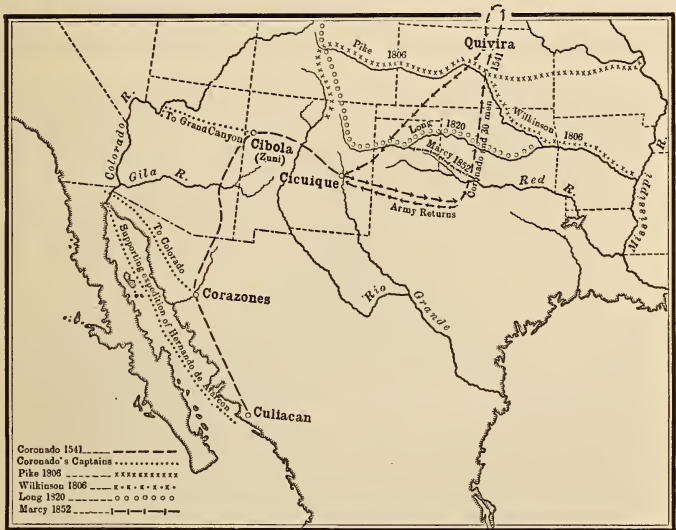 Pike 1806
Quivira
1541
Wilkinson 1806
Colorado R.
To Grand Canyon
Cibola
(Zuni)
Long 1820
Marcy 1852
Coronado and 30 men
Gila R.
Cicuique
Red R.
Army Returns
Mississippi R.
To Colorado
Supporting expedition of Hernando de Alarcon
Corazones
Rio Grande
Culiacan
Coronado 1541
Coronado's Captains
Pike 1806
Wilkinson 1806
Long 1820
Marcy 1852